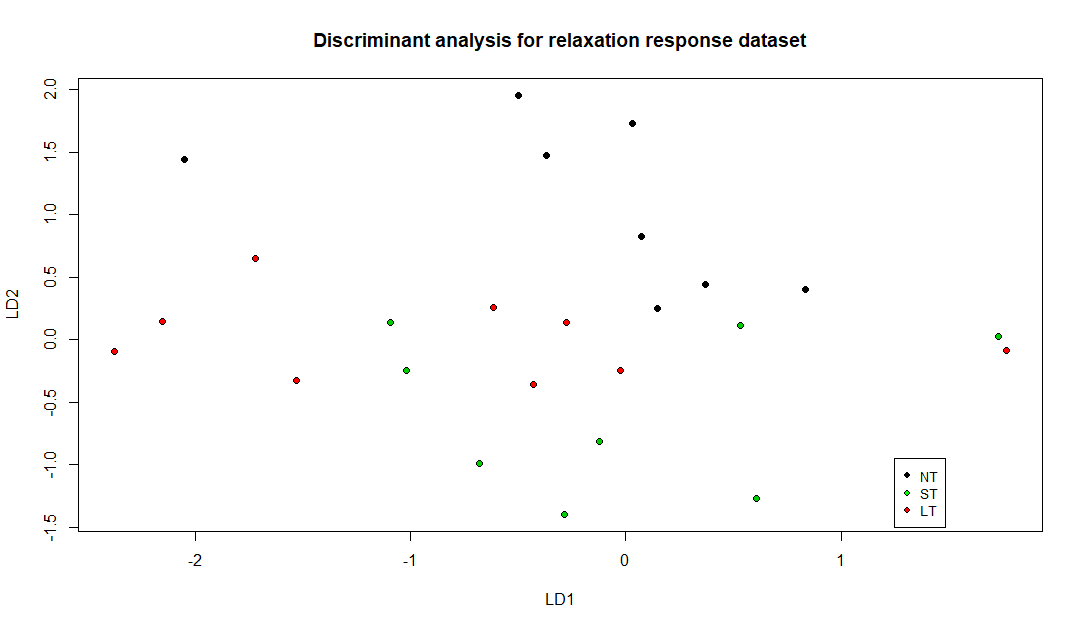 Discriminant analysis for relaxation response dataset
2.0
1.5
1.0
0.5
0.0
-0.5
-1.0
-1.5
LD2
NT
ST
LT
-2 -1 0 1
LD1